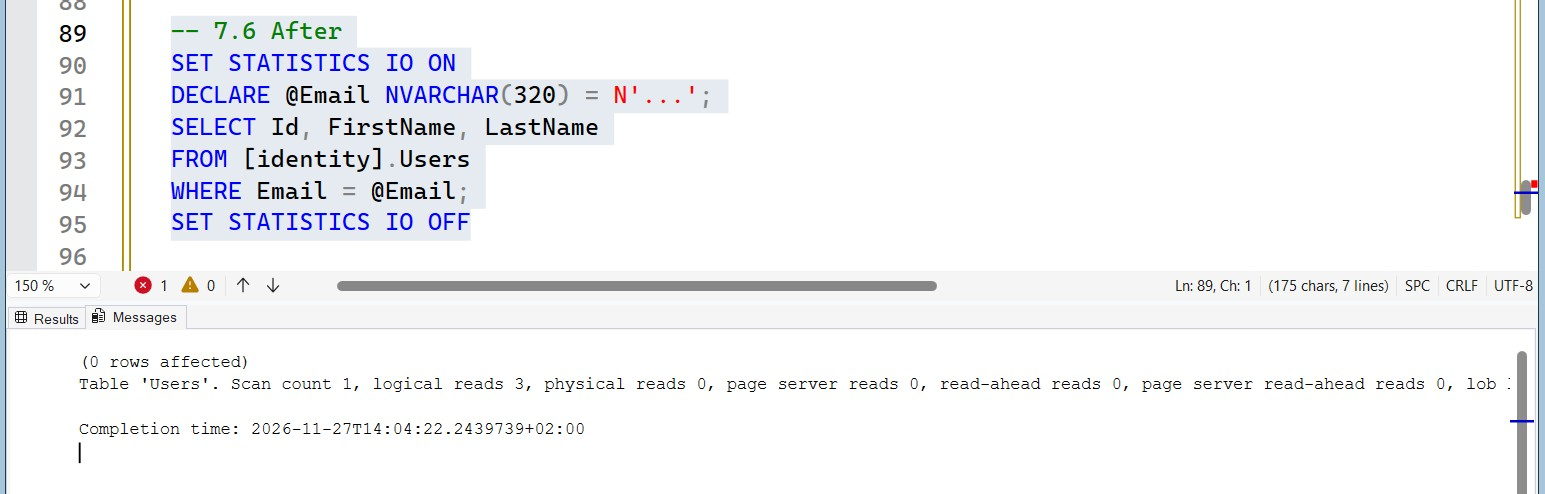 88
89 -- 7.6 After
90 SET STATISTICS IO ON
91 DECLARE @Email NVARCHAR(320) = N'...';
92 SELECT Id, FirstName, LastName
93 FROM [identity].Users
94 WHERE Email = @Email;
95 SET STATISTICS IO OFF
96
150 % 1 0 Ln: 89, Ch: 1 (175 chars, 7 lines) SPC CRLF UTF-8
Results Messages
(0 rows affected)
Table 'Users'. Scan count 1, logical reads 3, physical reads 0, page server reads 0, read-ahead reads 0, page server read-ahead reads 0, lob
Completion time: 2026-11-27T14:04:22.2439739+02:00